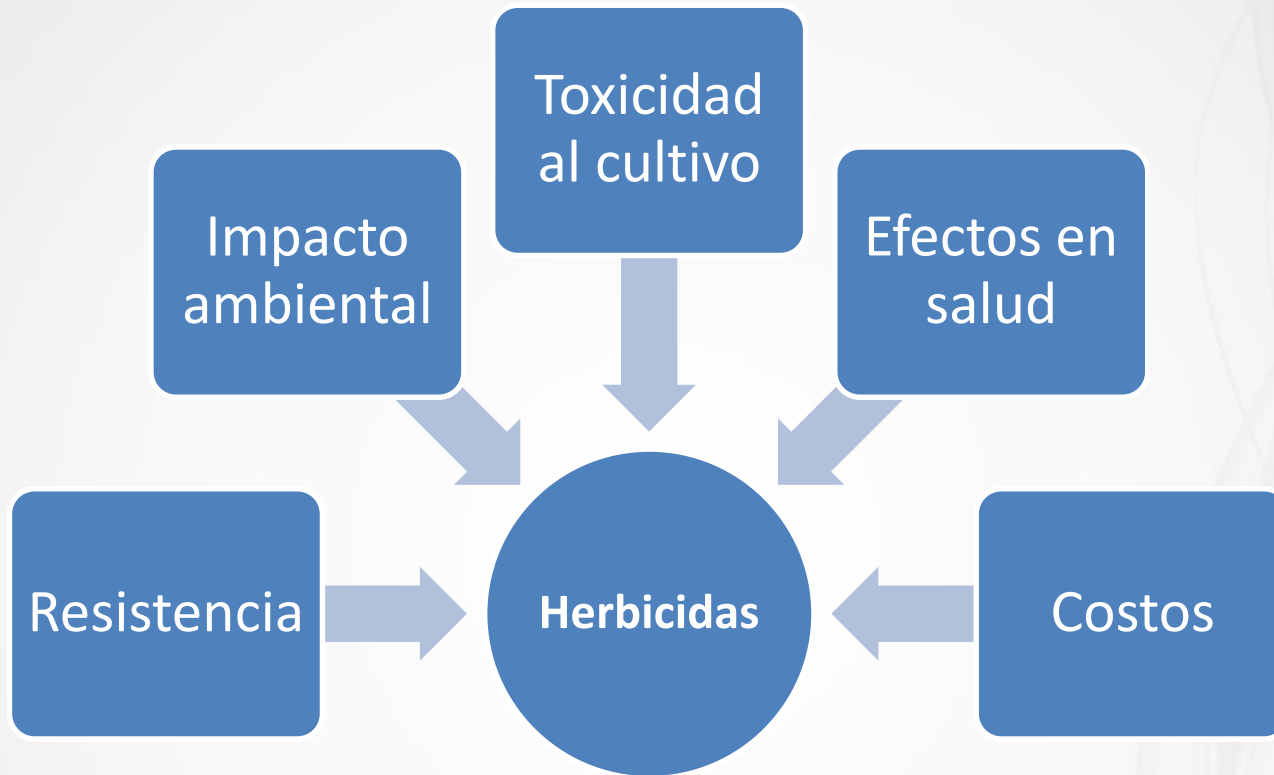 Toxicidad
al cultivo
Impacto
ambiental
Efectos en
salud
Resistencia
Herbicidas
Costos